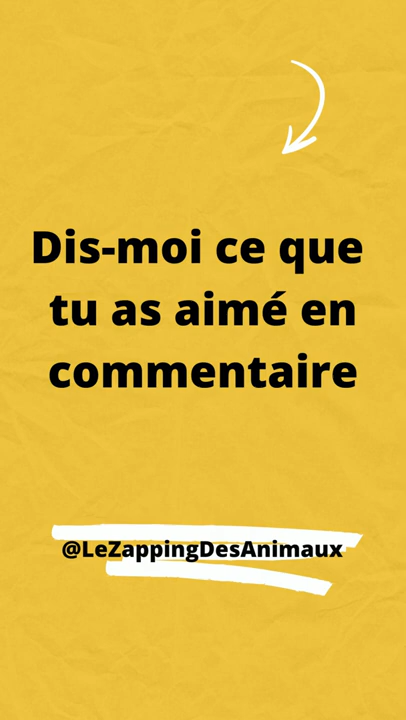 Dis-moi ce que
tu as aimé en
commentaire
@LeZappingDesAnimaux